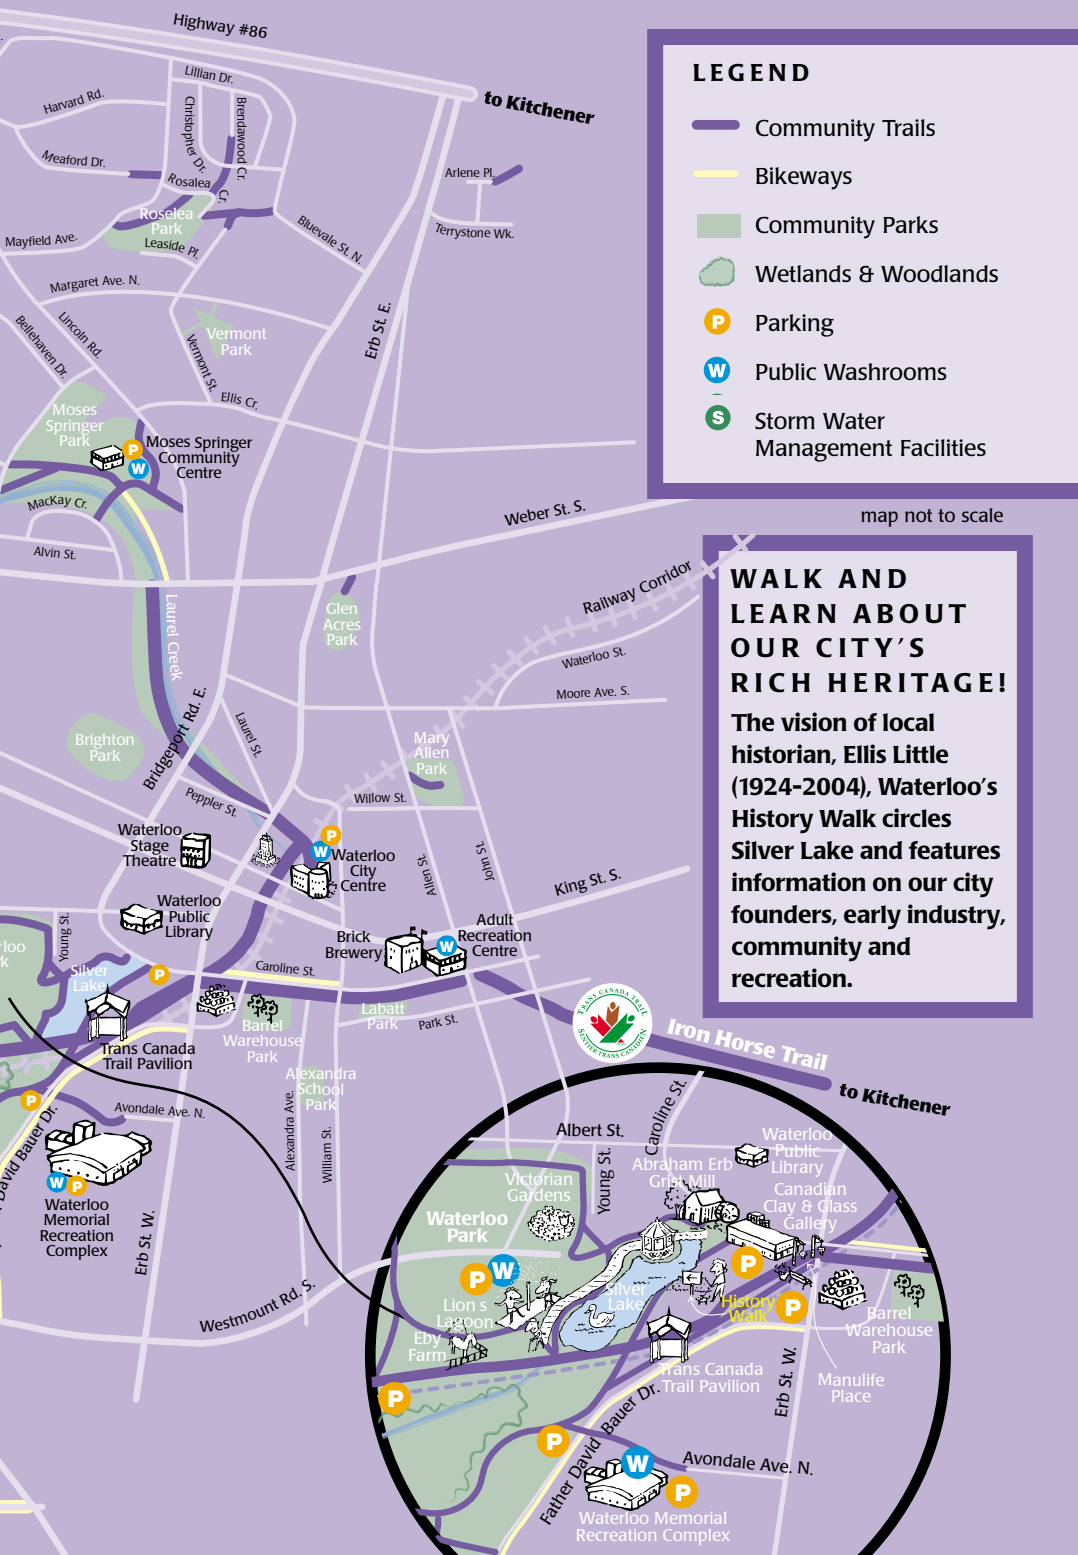 Highway #86
to Kitchener
Lillian Dr.
Harvard Rd.
Christopher Dr.
Brendawood Cr.
Meaford Dr.
Rosalea
Cr.
Arlene Pl.
Roselea
Park
Mayfield Ave.
Leaside Pl.
Bluevale St. N.
Terrystone Wk.
Margaret Ave. N.
Bellehaven Dr.
Lincoln Rd.
Vermont St.
Vermont
Park
Erb St. E.
Ellis Cr.
Moses
Springer
Park
P
W
Moses Springer
Community
Centre
MacKay Cr.
Alvin St.
Weber St. S.
Laurel Creek
Glen
Acres
Park
Railway Corridor
Waterloo St.
Moore Ave. S.
Brighton
Park
Bridgeport Rd. E.
Laurel St.
Mary
Allen
Park
Peppler St.
Willow St.
Waterloo
Stage
Theatre
P
W
Waterloo
City
Centre
Allen St.
John St.
King St. S.
Waterloo
Public
Library
Brick
Brewery
W
Adult
Recreation
Centre
Young St.
rloo
k
Silver
Lake
P
Caroline St.
Labatt
Park
Park St.
Barrel
Warehouse
Park
Trans Canada
Trail Pavilion
TRANS CANADA TRAIL
SENTIER TRANSCANADIEN
Iron Horse Trail
to Kitchener
Alexandra
School
Park
P
Avondale Ave. N.
Alexandra Ave.
William St.
David Bauer Dr.
W
P
Waterloo
Memorial
Recreation
Complex
Erb St. W.
Westmount Rd. S.
LEGEND
Community Trails
Bikeways
Community Parks
Wetlands & Woodlands
P
Parking
W
Public Washrooms
S
Storm Water
Management Facilities
map not to scale
WALK AND
LEARN ABOUT
OUR CITY'S
RICH HERITAGE!
The vision of local
historian, Ellis Little
(1924-2004), Waterloo's
History Walk circles
Silver Lake and features
information on our city
founders, early industry,
community and
recreation.
Albert St.
Caroline St.
Young St.
Waterloo
Public
Library
Abraham Erb
Grist Mill
Victorian
Gardens
Canadian
Clay & Glass
Gallery
Waterloo
Park
P
W
P
Lion s
Lagoon
Silver
Lake
History
Walk
P
Eby
Farm
Barrel
Warehouse
Park
Trans Canada
Trail Pavilion
Manulife
Place
Erb St. W.
P
P
Father David Bauer Dr.
W
Avondale Ave. N.
P
Waterloo Memorial
Recreation Complex